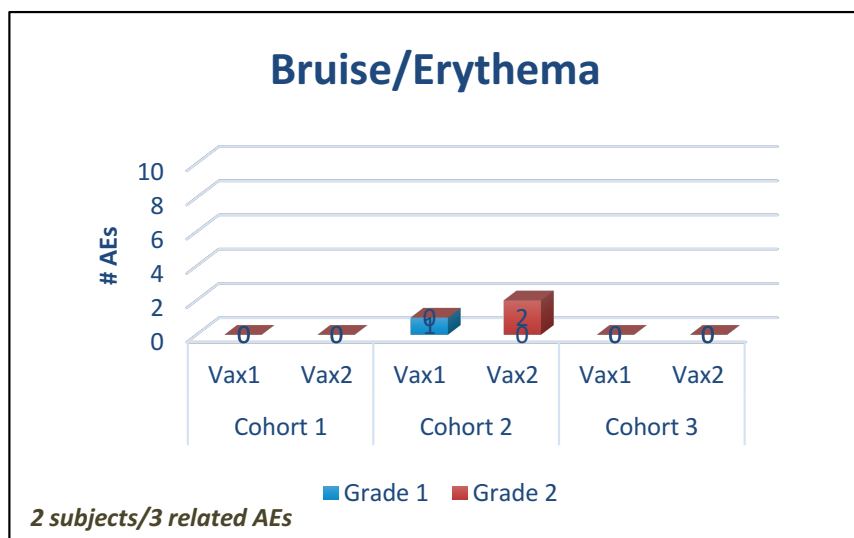 Bruise/Erythema
# AEs
10
8
6
4
2
0
0 0 0 1 2 0 0 0
Vax1 Vax2 Vax1 Vax2 Vax1 Vax2
Cohort 1 Cohort 2 Cohort 3
Grade 1 Grade 2
2 subjects/3 related AEs